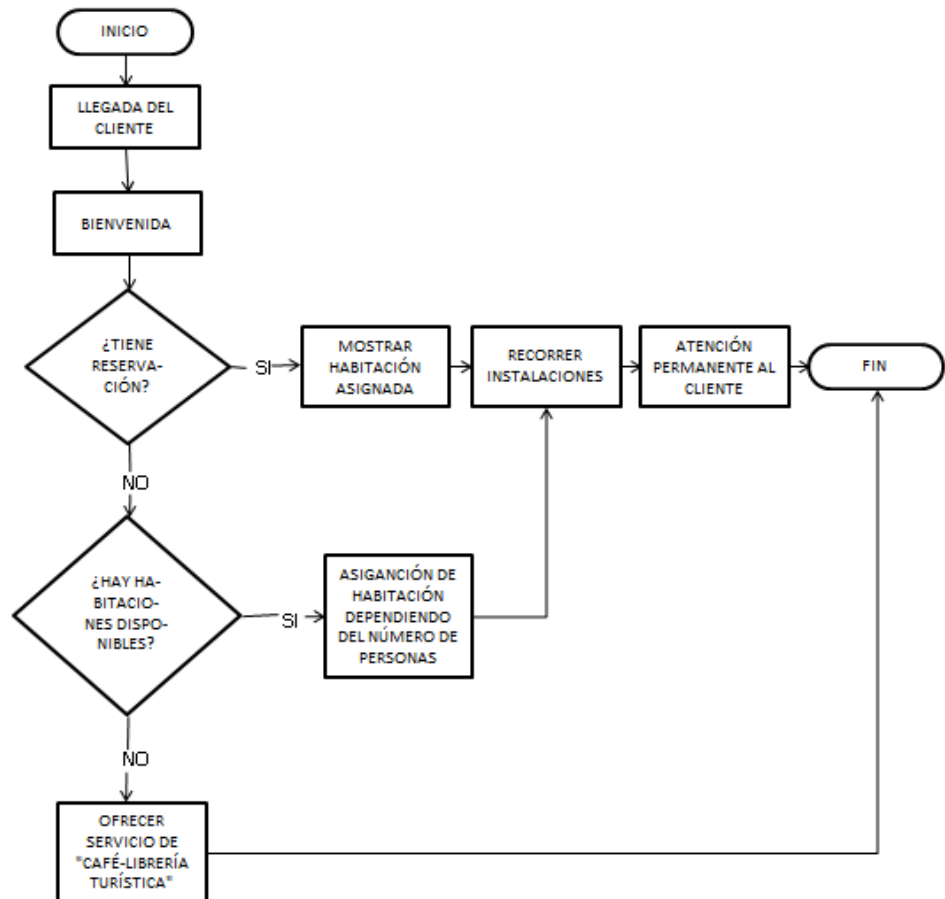 INICIO
LLEGADA DEL
CLIENTE
BIENVENIDA
¿TIENE
RESERVA-
CIÓN?
SI
MOSTRAR
HABITACIÓN
ASIGNADA
RECORRER
INSTALACIONES
ATENCIÓN
PERMANENTE AL
CLIENTE
FIN
NO
¿HAY HA-
BITACIO-
NES DISPO-
NIBLES?
SI
ASIGANCIÓN DE
HABITACIÓN
DEPENDIENDO
DEL NÚMERO DE
PERSONAS
NO
OFRECER
SERVICIO DE
"CAFÉ-LIBRERÍA
TURÍSTICA"